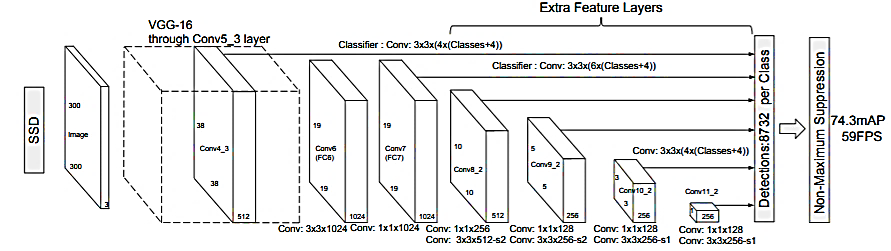 Extra Feature Layers
VGG-16
through Conv5_3 layer
Classifier : Conv: 3x3x(4x(Classes+4))
Classifier : Conv: 3x3x(6x(Classes+4))
Conv: 3x3x(4x(Classes+4))
SSD
300
Image
300
3
38
Conv4_3
38
512
19
Conv6
(FC6)
19
1024
19
Conv7
(FC7)
19
1024
10
Conv8_2
10
512
5
Conv9_2
5
256
3
Conv10_2
3
256
Conv11_2
256
Conv: 3x3x1024
Conv: 1x1x1024
Conv: 1x1x256
Conv: 3x3x512-s2
Conv: 1x1x128
Conv: 3x3x256-s2
Conv: 1x1x128
Conv: 3x3x256-s1
Conv: 1x1x128
Conv: 3x3x256-s1
Detections:8732 per Class
Non-Maximum Suppression
74.3mAP
59FPS